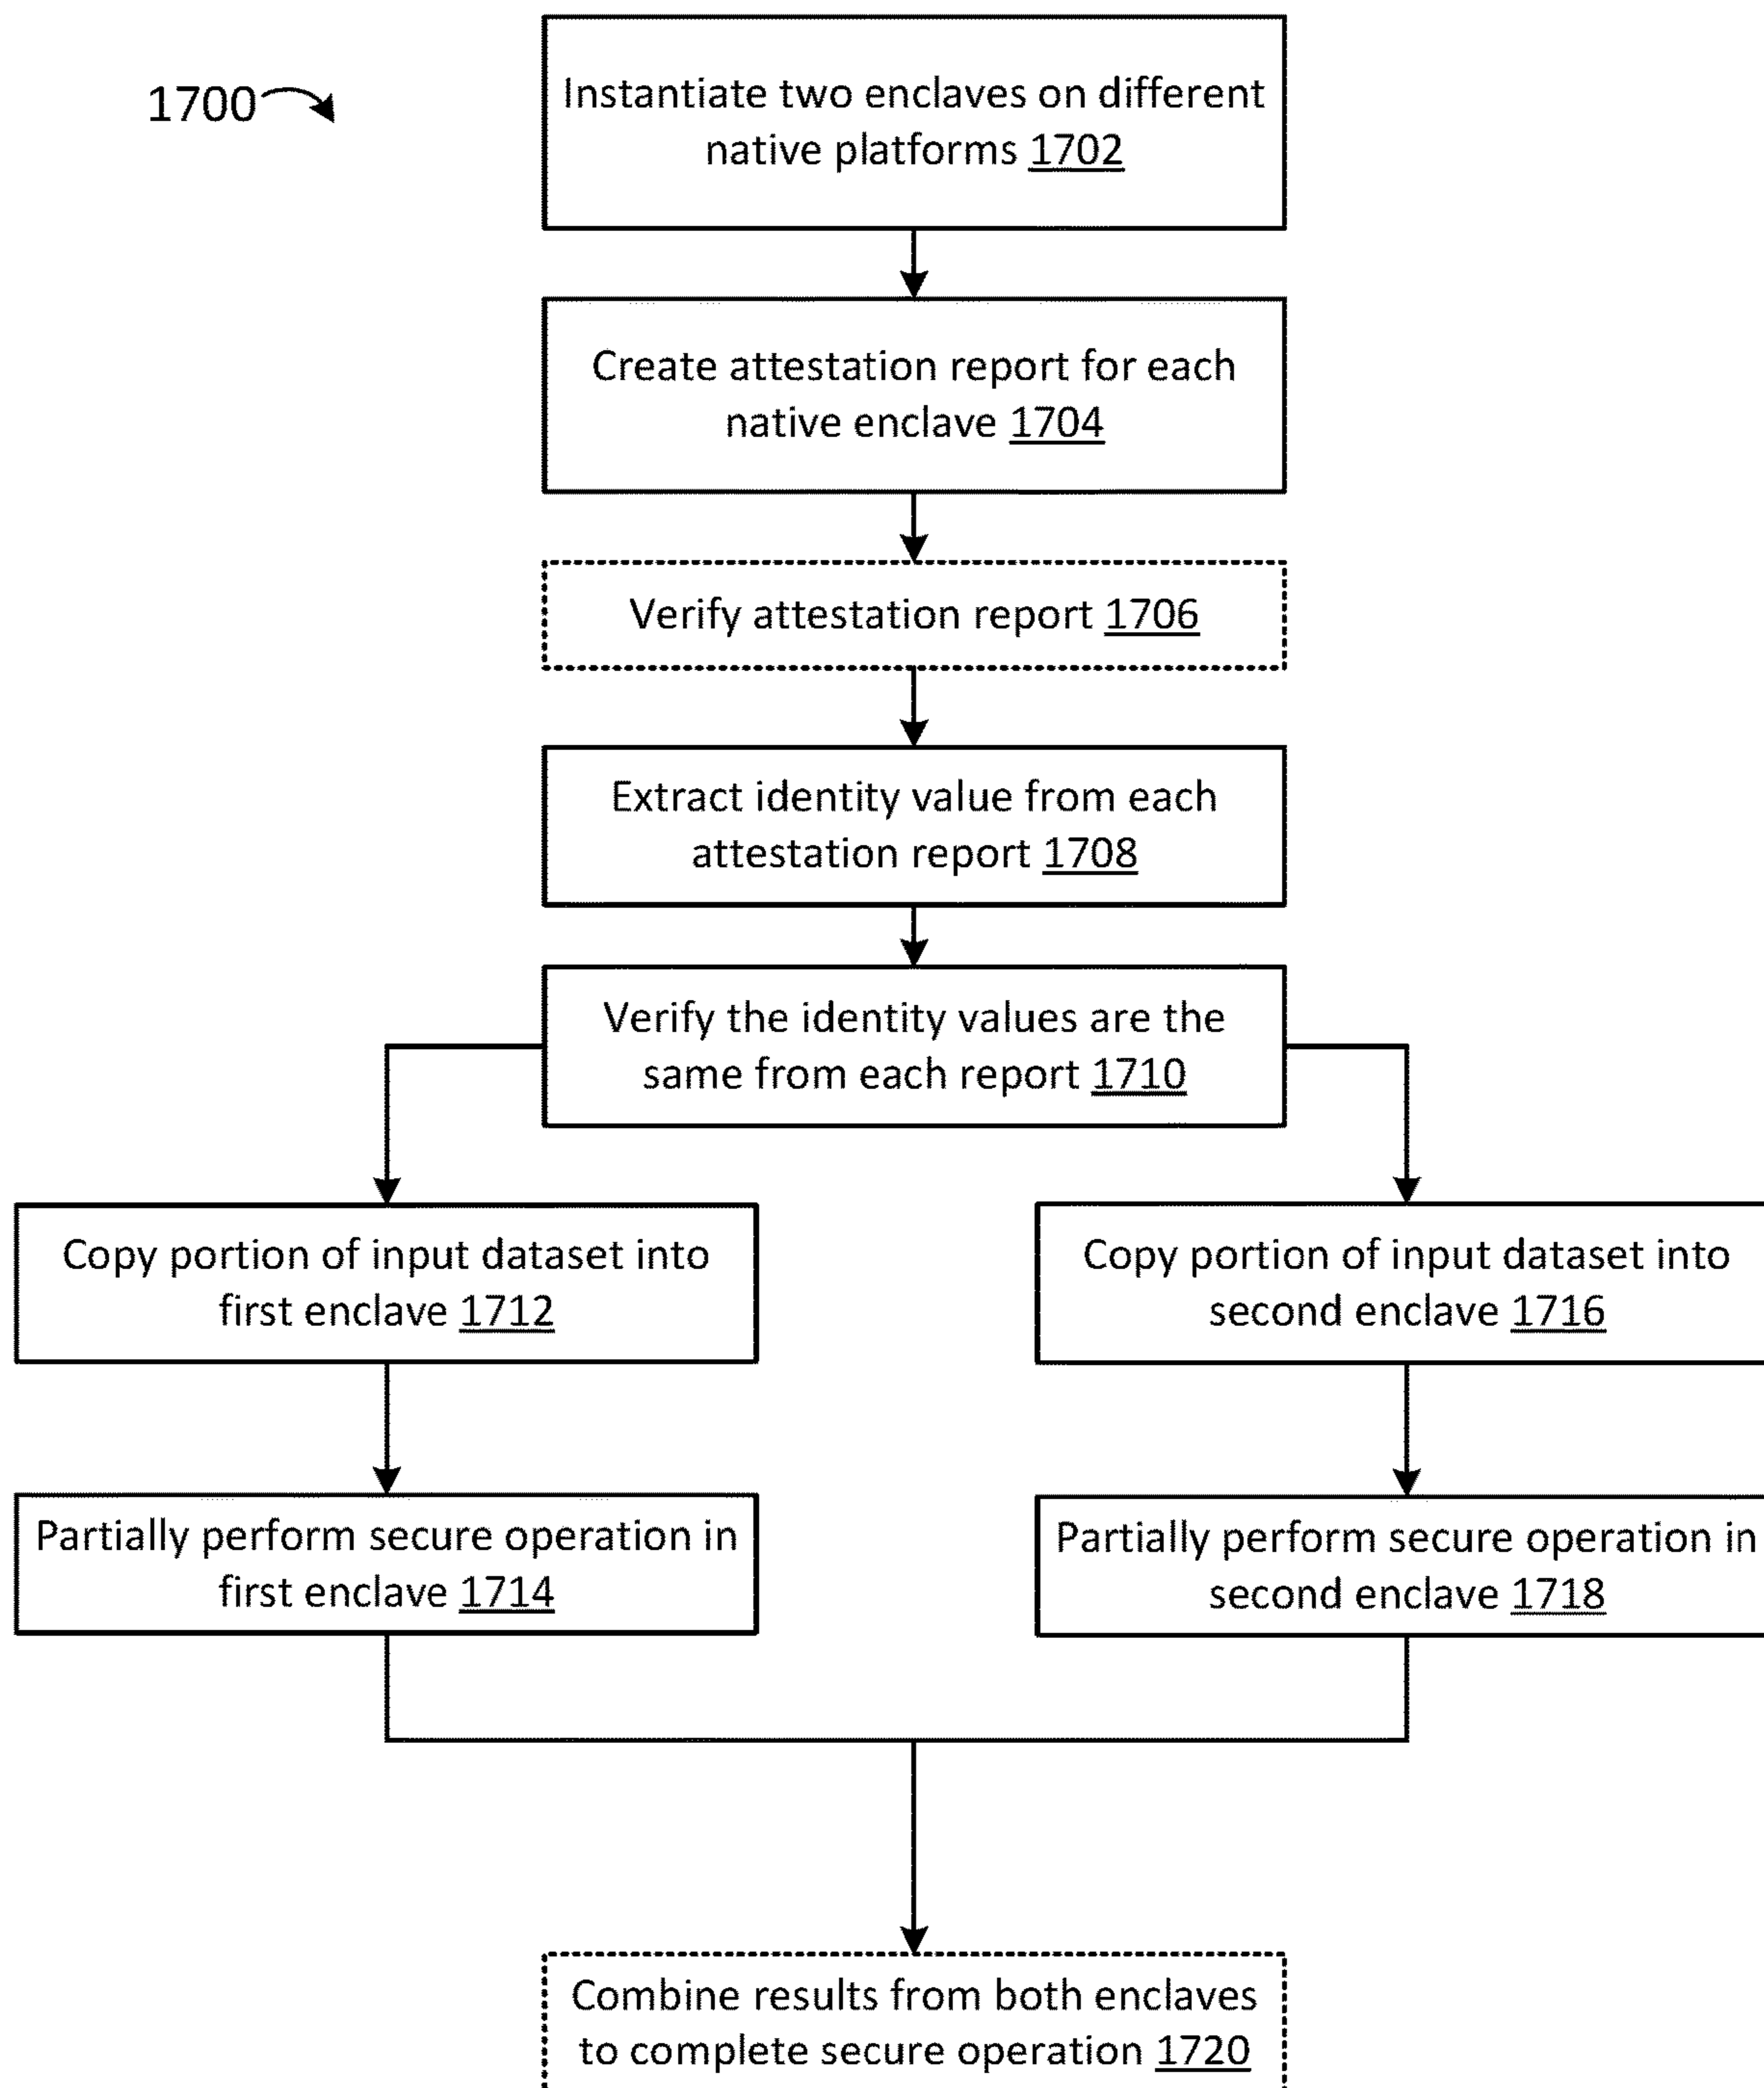 1700
Instantiate two enclaves on different
native platforms 1702
Create attestation report for each
native enclave 1704
Verify attestation report 1706
Extract identity value from each
attestation report 1708
Verify the identity values are the
same from each report 1710
Copy portion of input dataset into
first enclave 1712
Copy portion of input dataset into
second enclave 1716
Partially perform secure operation in
first enclave 1714
Partially perform secure operation in
second enclave 1718
Combine results from both enclaves
to complete secure operation 1720